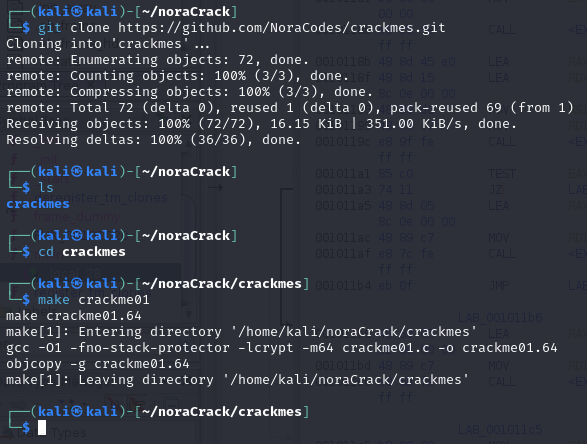 ┌──(kali㉿kali)-[~/noraCrack]
└─$ git clone https://github.com/NoraCodes/crackmes.git
Cloning into 'crackmes'...
remote: Enumerating objects: 72, done.
remote: Counting objects: 100% (3/3), done.
remote: Compressing objects: 100% (3/3), done.
remote: Total 72 (delta 0), reused 1 (delta 0), pack-reused 69 (from 1)
Receiving objects: 100% (72/72), 16.15 KiB | 351.00 KiB/s, done.
Resolving deltas: 100% (36/36), done.
┌──(kali㉿kali)-[~/noraCrack]
└─$ ls
crackmes
┌──(kali㉿kali)-[~/noraCrack]
└─$ cd crackmes
┌──(kali㉿kali)-[~/noraCrack/crackmes]
└─$ make crackme01
make crackme01.64
make[1]: Entering directory '/home/kali/noraCrack/crackmes'
gcc -O1 -fno-stack-protector -lcrypt -m64 crackme01.c -o crackme01.64
objcopy -g crackme01.64
make[1]: Leaving directory '/home/kali/noraCrack/crackmes'
┌──(kali㉿kali)-[~/noraCrack/crackmes]
└─$